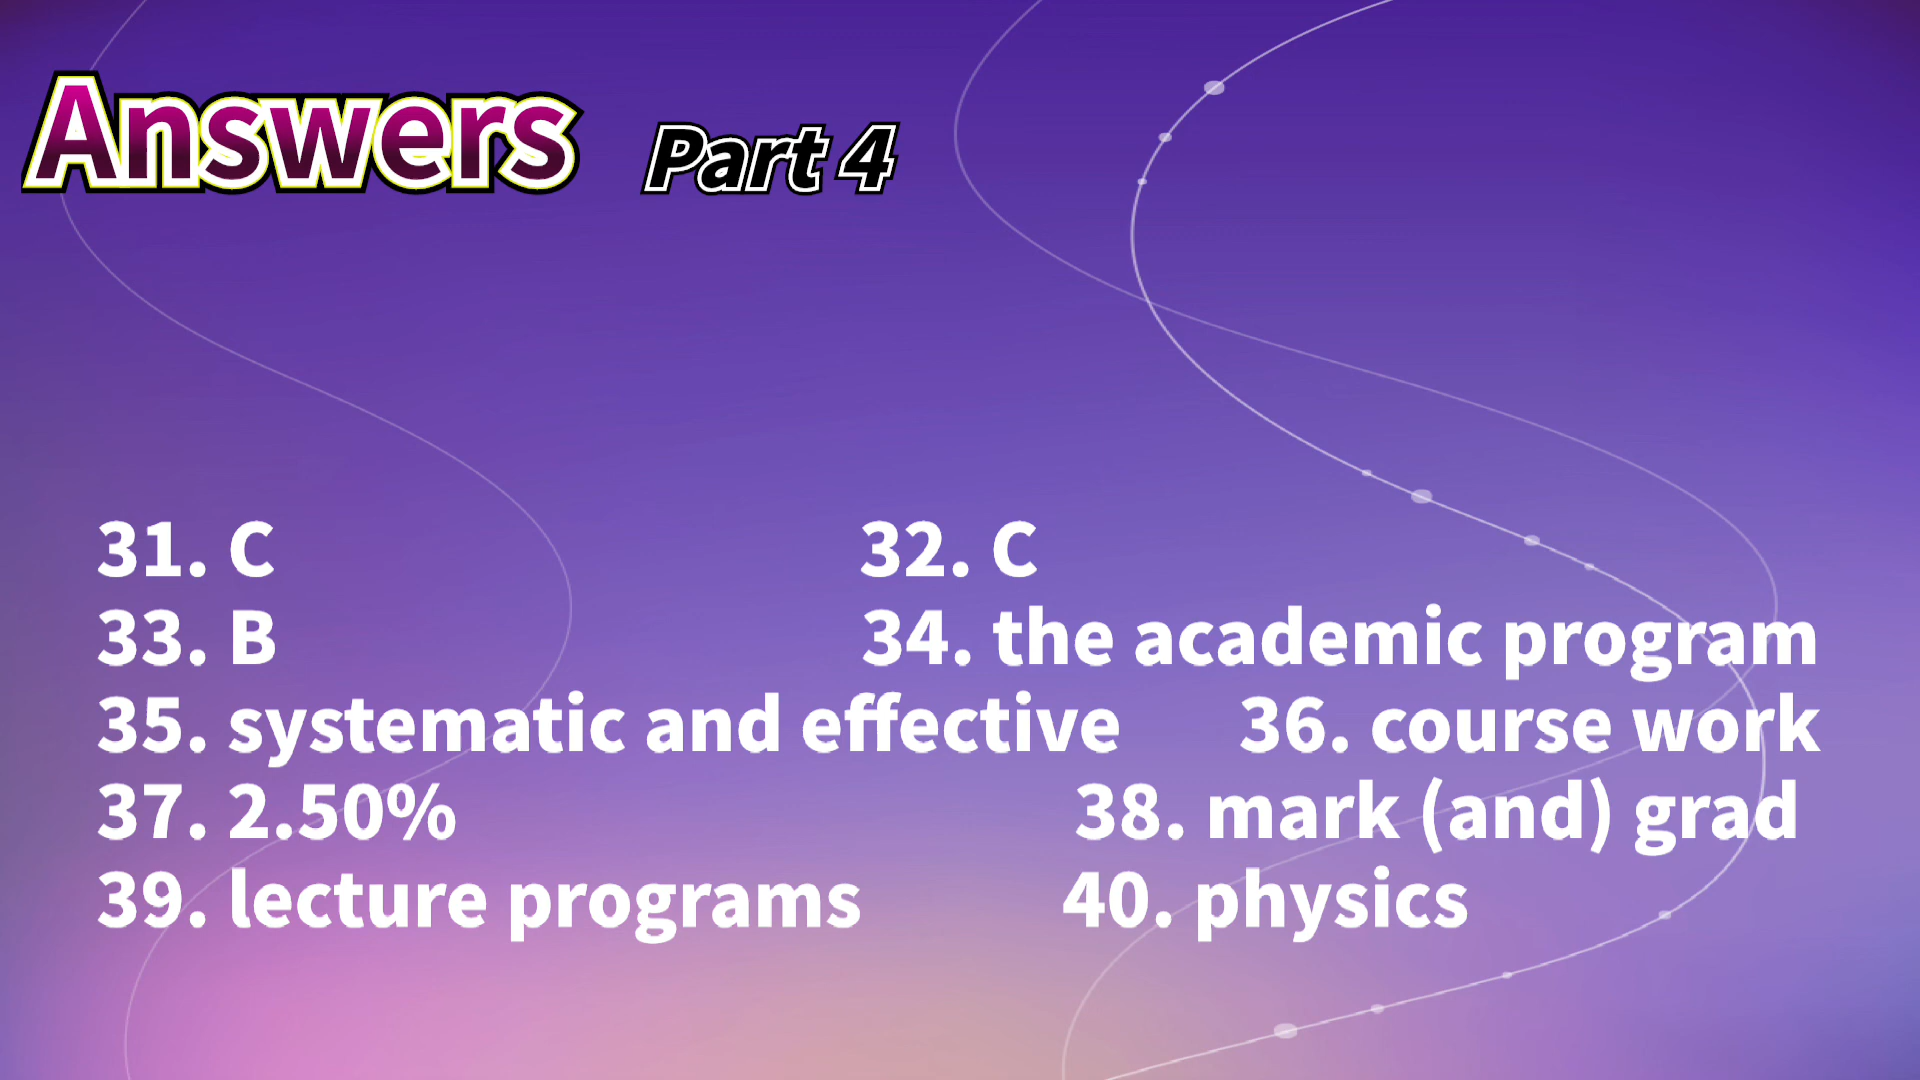 Answers Part 4
31. C 32. C
33. B 34. the academic program
35. systematic and effective 36. course work
37. 2.50% 38. mark (and) grad
39. lecture programs 40. physics